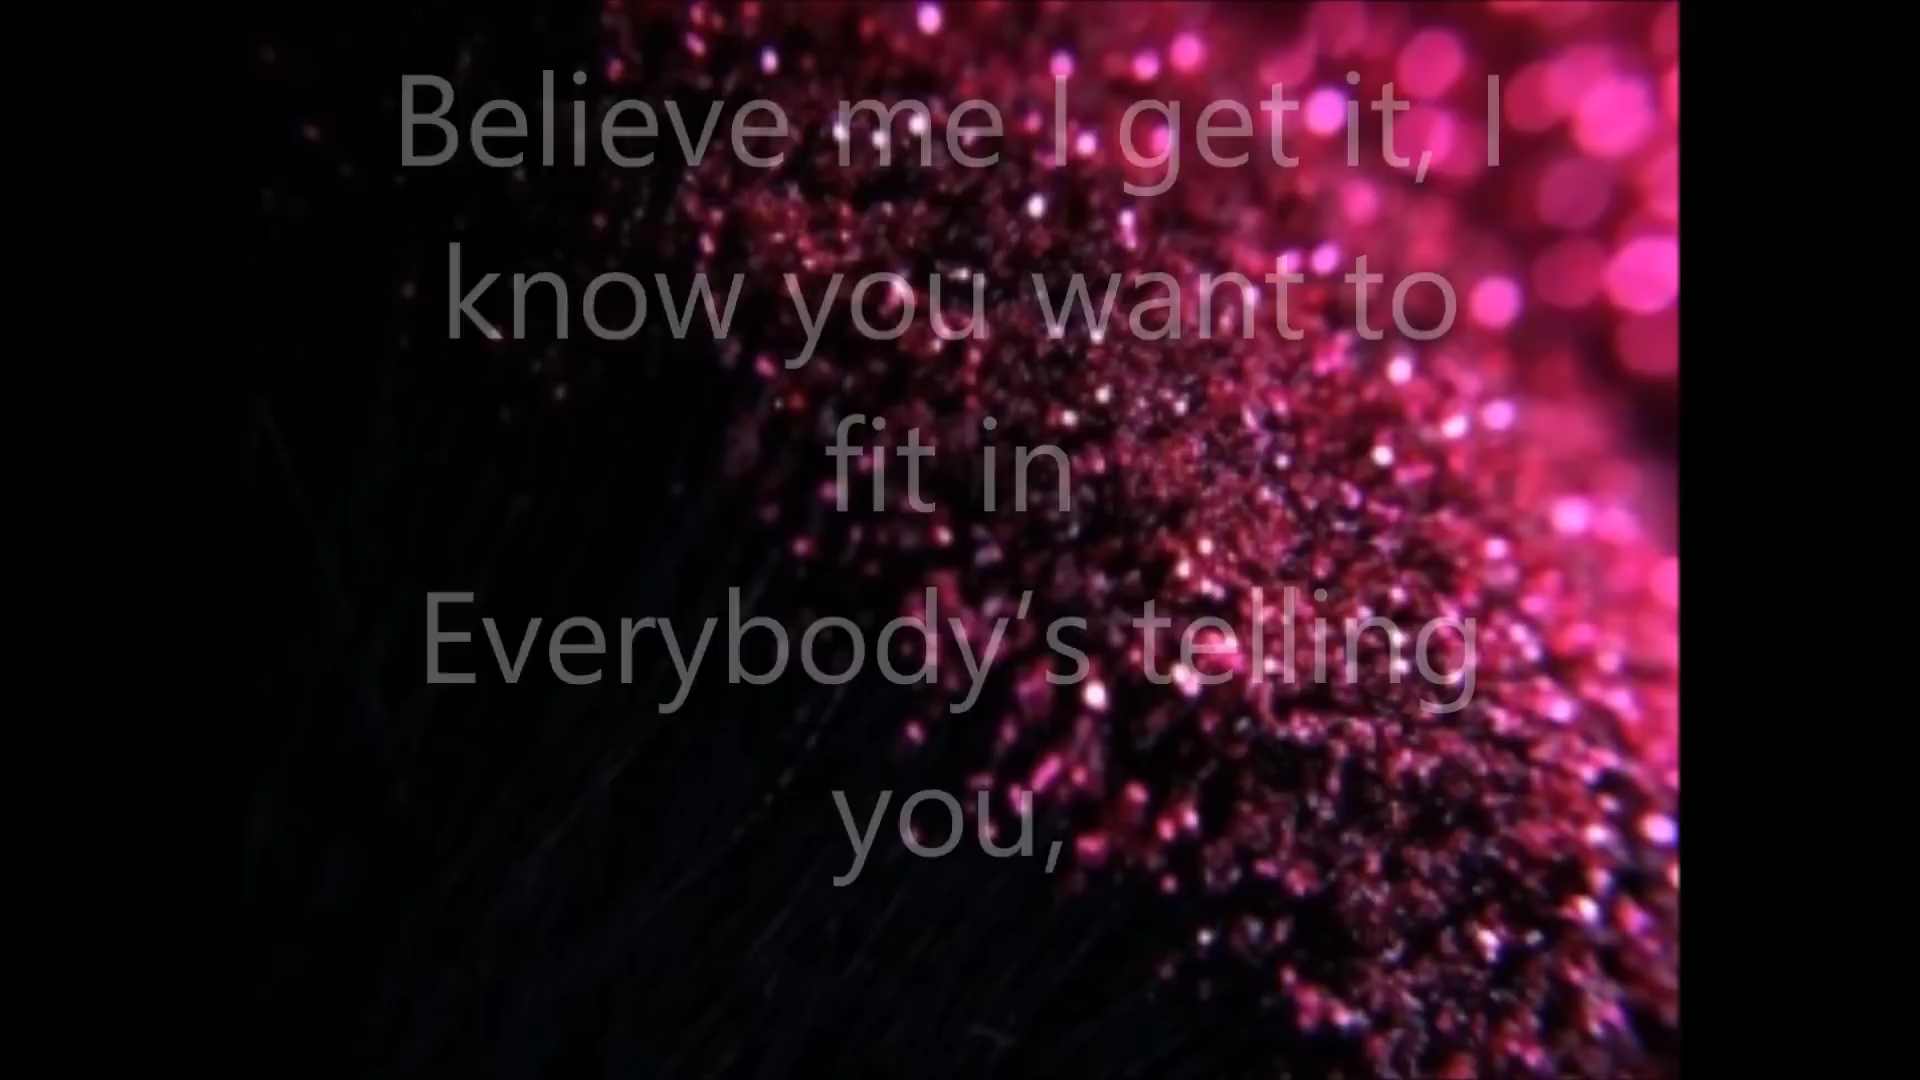 Believe me I get it, I
know you want to
fit in
Everybody‘s telling
you,